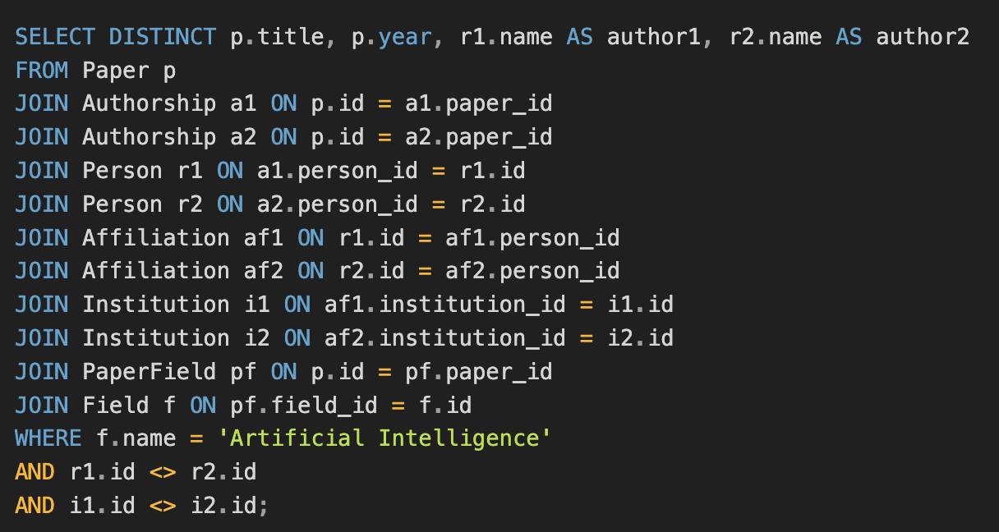 SELECT DISTINCT p.title, p.year, r1.name AS author1, r2.name AS author2
FROM Paper p
JOIN Authorship a1 ON p.id = a1.paper_id
JOIN Authorship a2 ON p.id = a2.paper_id
JOIN Person r1 ON a1.person_id = r1.id
JOIN Person r2 ON a2.person_id = r2.id
JOIN Affiliation af1 ON r1.id = af1.person_id
JOIN Affiliation af2 ON r2.id = af2.person_id
JOIN Institution i1 ON af1.institution_id = i1.id
JOIN Institution i2 ON af2.institution_id = i2.id
JOIN PaperField pf ON p.id = pf.paper_id
JOIN Field f ON pf.field_id = f.id
WHERE f.name = 'Artificial Intelligence'
AND r1.id <> r2.id
AND i1.id <> i2.id;